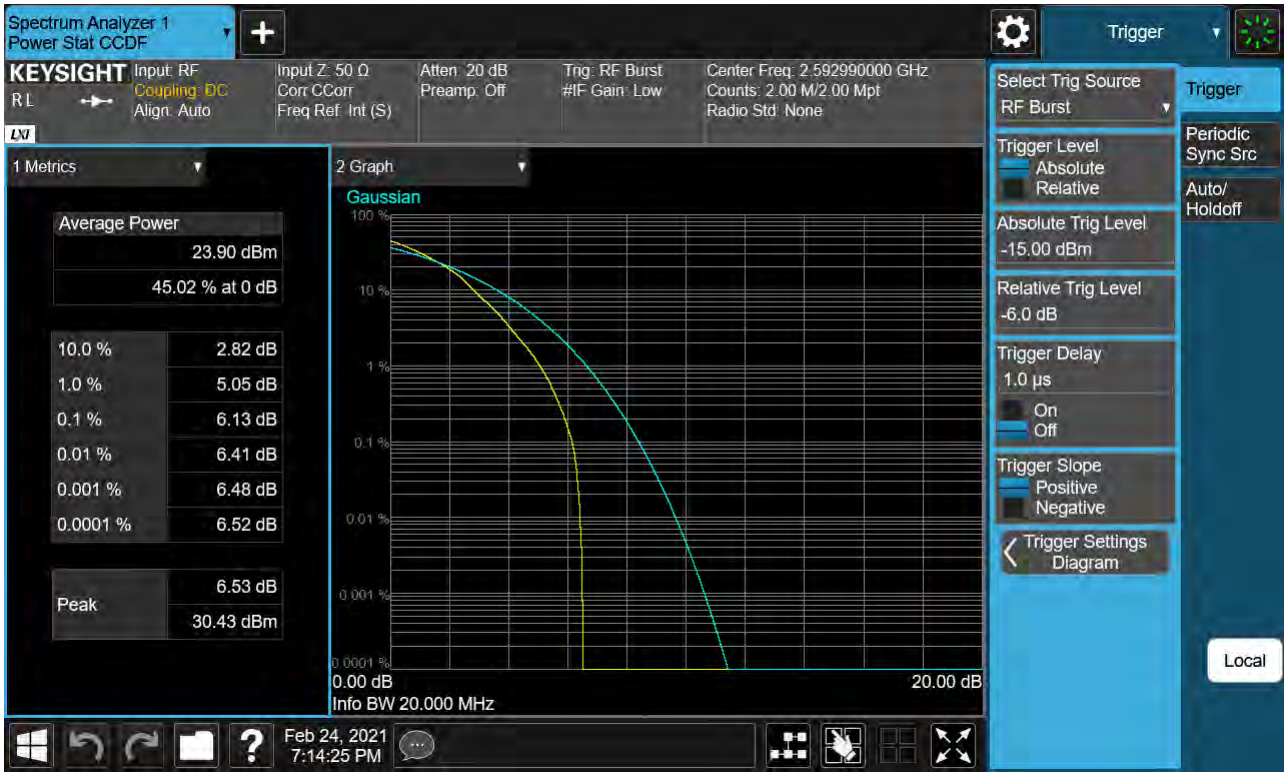 Spectrum Analyzer 1
Power Stat CCDF
+
Trigger
KEYSIGHT
RL
LXI
Input: RF
Coupling: DC
Align: Auto
Input Z: 50 Ω
Corr CCorr
Freq Ref: Int (S)
Atten: 20 dB
Preamp: Off
Trig: RF Burst
#IF Gain: Low
Center Freq: 2.592990000 GHz
Counts: 2.00 M/2.00 Mpt
Radio Std: None
1 Metrics
Average Power
23.90 dBm
45.02 % at 0 dB
10.0 % 2.82 dB
1.0 % 5.05 dB
0.1 % 6.13 dB
0.01 % 6.41 dB
0.001 % 6.48 dB
0.0001 % 6.52 dB
Peak
6.53 dB
30.43 dBm
2 Graph
Gaussian
100 %
10 %
1 %
0.1 %
0.01 %
0.001 %
0.0001 %
0.00 dB 20.00 dB
Info BW 20.000 MHz
Select Trig Source
RF Burst
Trigger Level
Absolute
Relative
Absolute Trig Level
-15.00 dBm
Relative Trig Level
-6.0 dB
Trigger Delay
1.0 µs
On
Off
Trigger Slope
Positive
Negative
Trigger Settings
Diagram
Trigger
Periodic
Sync Src
Auto/
Holdoff
Local
?
Feb 24, 2021
7:14:25 PM